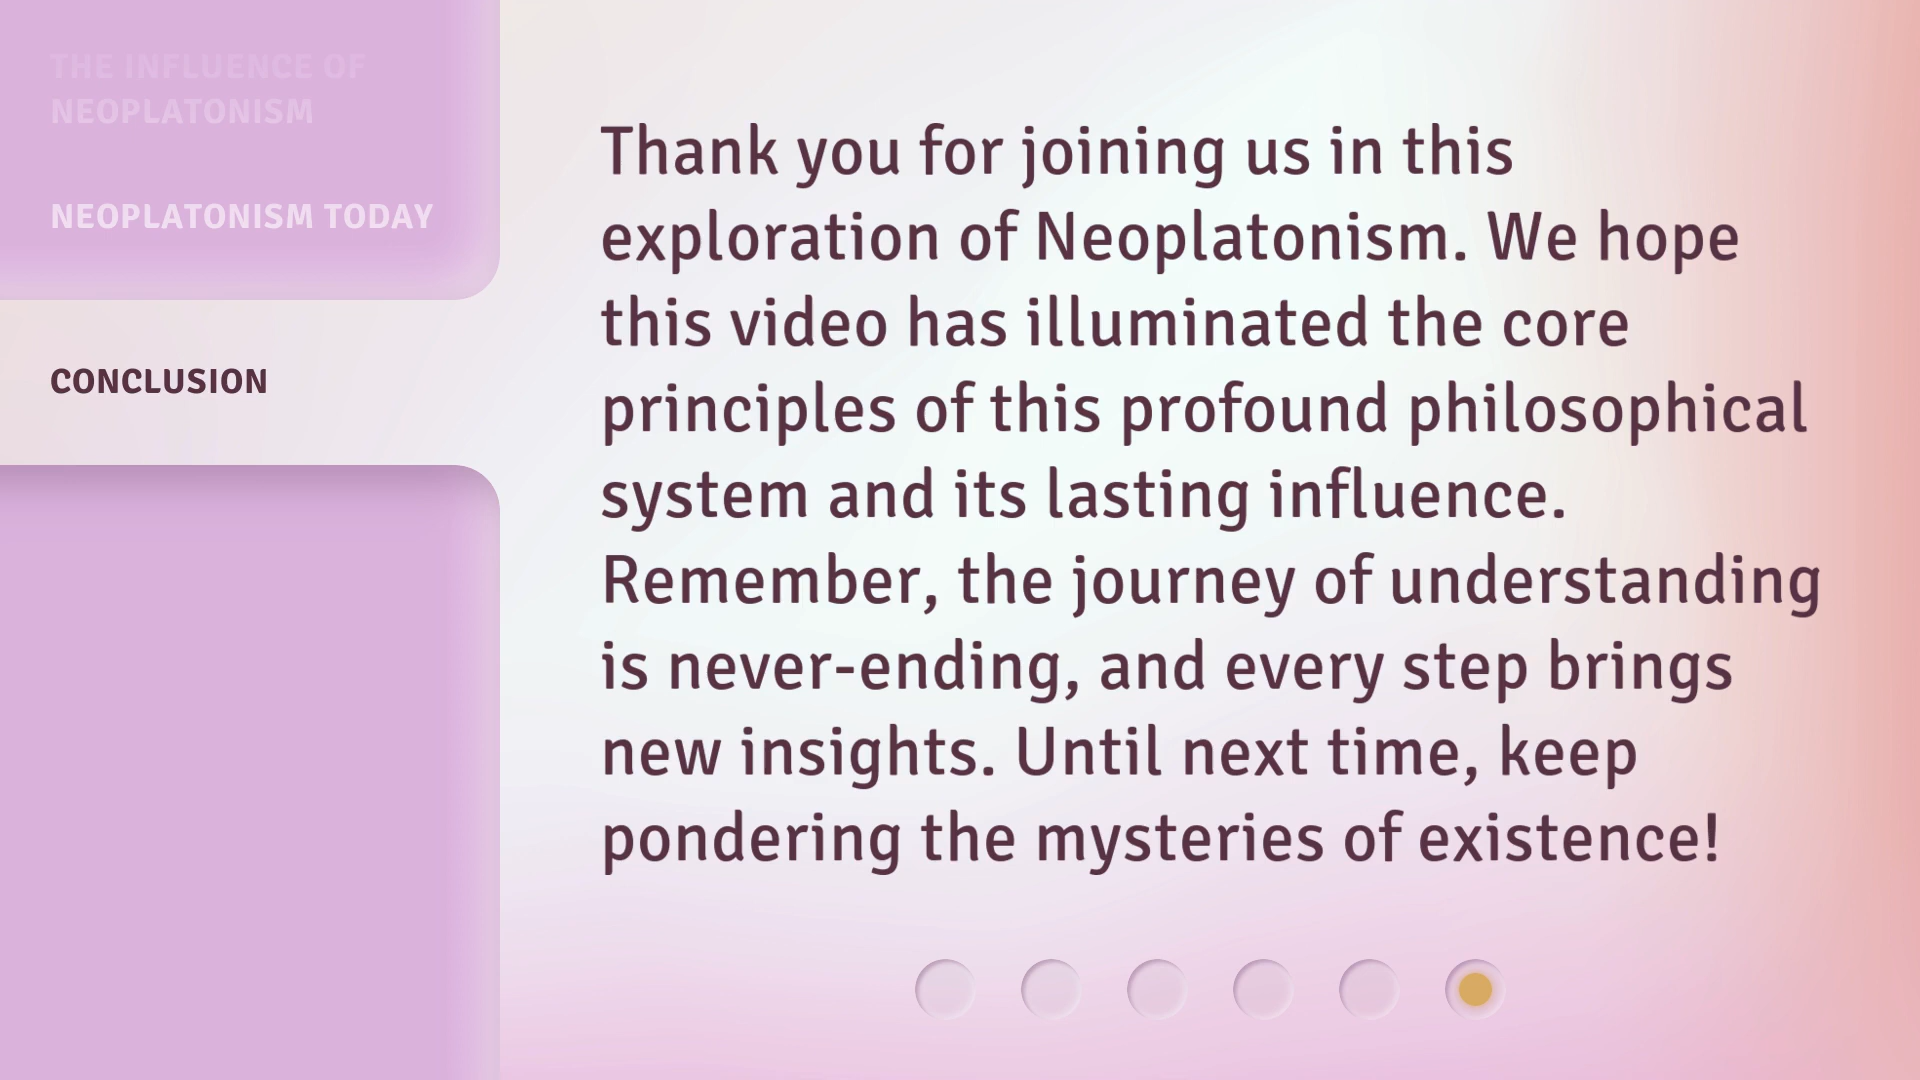 THE INFLUENCE OF
NEOPLATONISM
NEOPLATONISM TODAY
CONCLUSION
Thank you for joining us in this
exploration of Neoplatonism. We hope
this video has illuminated the core
principles of this profound philosophical
system and its lasting influence.
Remember, the journey of understanding
is never-ending, and every step brings
new insights. Until next time, keep
pondering the mysteries of existence!